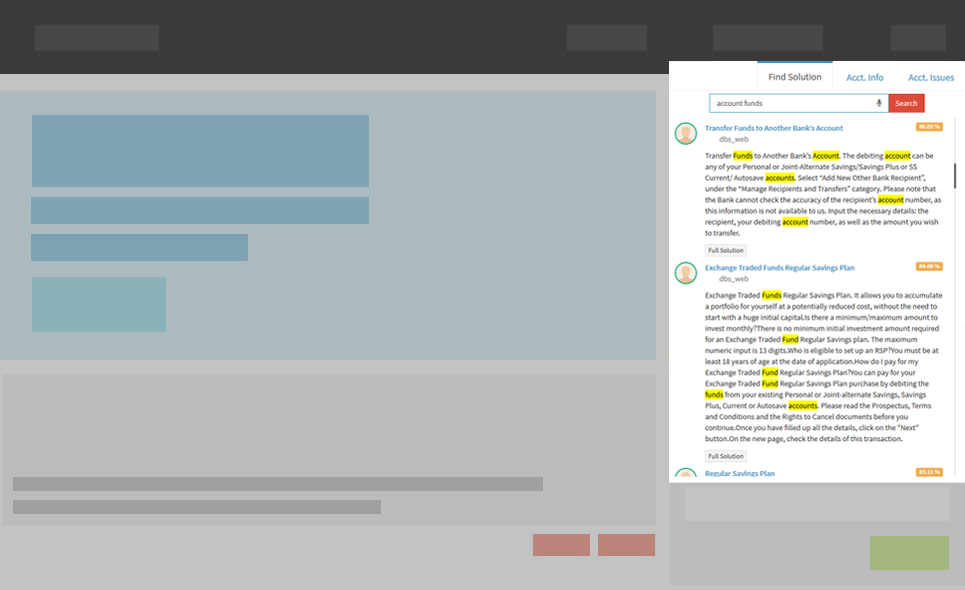 Find Solution Acct. Info Acct. Issues
account funds Search
Transfer Funds to Another Bank's Account 86.02 %
dbs_web
Transfer Funds to Another Bank's Account. The debiting account can be
any of your Personal or Joint-Alternate Savings/Savings Plus or S$
Current/ Autosave accounts. Select "Add New Other Bank Recipient",
under the "Manage Recipients and Transfers" category. Please note that
the Bank cannot check the accuracy of the recipient's account number, as
this information is not available to us. Input the necessary details: the
recipient, your debiting account number, as well as the amount you wish
to transfer.
Full Solution
Exchange Traded Funds Regular Savings Plan 84.08 %
dbs_web
Exchange Traded Funds Regular Savings Plan. It allows you to accumulate
a portfolio for yourself at a potentially reduced cost, without the need to
start with a huge initial capital.Is there a minimum/maximum amount to
invest monthly?There is no minimum initial investment amount required
for an Exchange Traded Fund Regular Savings plan. The maximum
numeric input is 13 digits.Who is eligible to set up an RSP?You must be at
least 18 years of age at the date of application.How do I pay for my
Exchange Traded Fund Regular Savings Plan?You can pay for your
Exchange Traded Fund Regular Savings Plan purchase by debiting the
funds from your existing Personal or Joint-alternate Savings, Savings
Plus, Current or Autosave accounts. Please read the Prospectus, Terms
and Conditions and the Rights to Cancel documents before you
continue.Once you have filled up all the details, click on the "Next"
button.On the new page, check the details of this transaction.
Full Solution
Regular Savings Plan 83.11 %